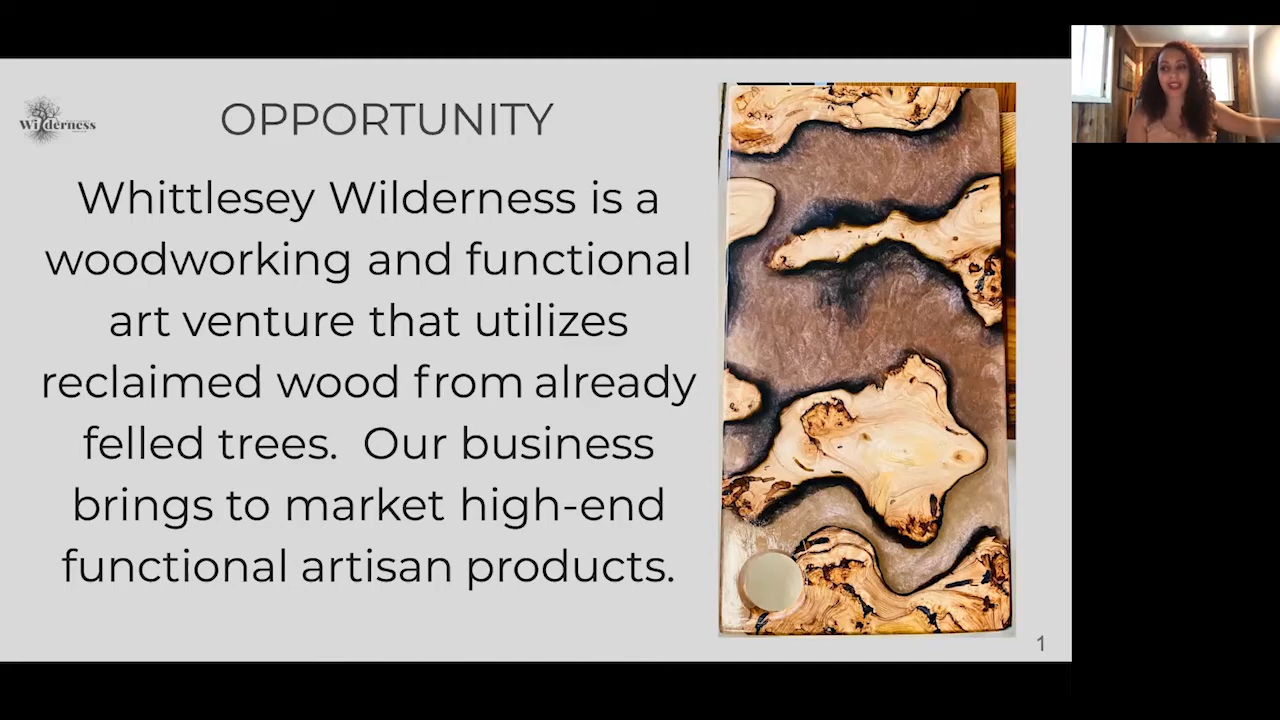 Wilderness
OPPORTUNITY
Whittlesey Wilderness is a
woodworking and functional
art venture that utilizes
reclaimed wood from already
felled trees.  Our business
brings to market high-end
functional artisan products.
1